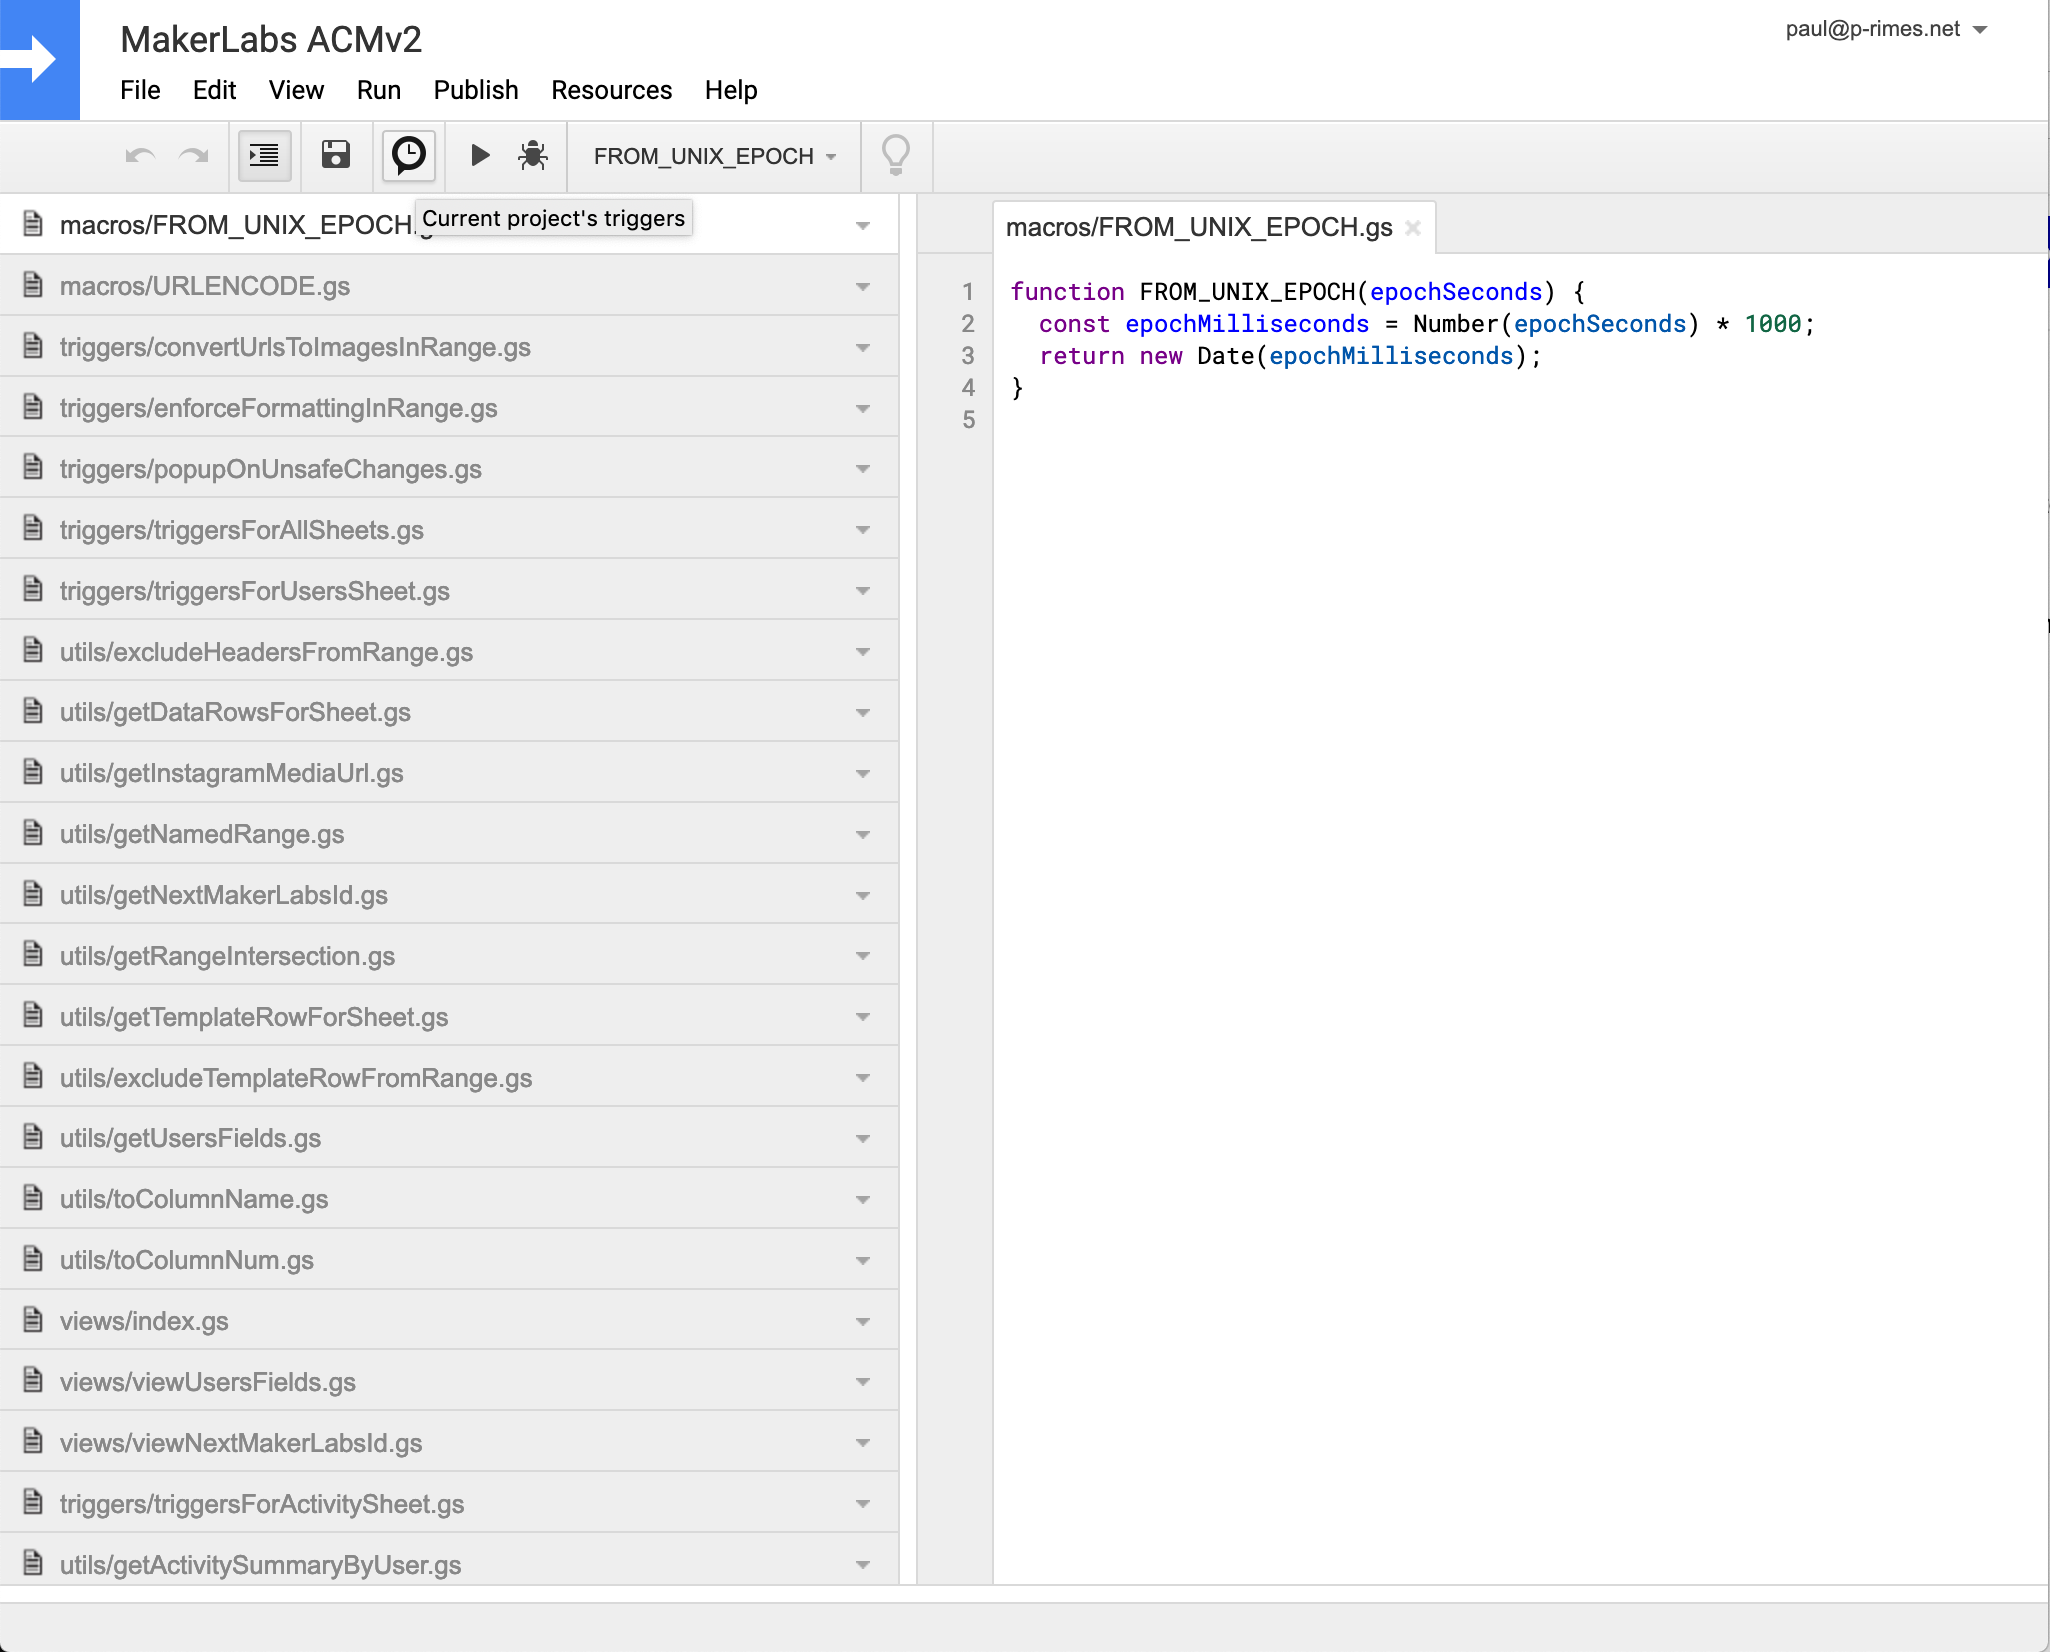 MakerLabs ACMv2
paul@p-rimes.net
File Edit View Run Publish Resources Help
FROM_UNIX_EPOCH
Current project's triggers
macros/FROM_UNIX_EPOCH.g
macros/URLENCODE.gs
triggers/convertUrlsToImagesInRange.gs
triggers/enforceFormattingInRange.gs
triggers/popupOnUnsafeChanges.gs
triggers/triggersForAllSheets.gs
triggers/triggersForUsersSheet.gs
utils/excludeHeadersFromRange.gs
utils/getDataRowsForSheet.gs
utils/getInstagramMediaUrl.gs
utils/getNamedRange.gs
utils/getNextMakerLabsId.gs
utils/getRangeIntersection.gs
utils/getTemplateRowForSheet.gs
utils/excludeTemplateRowFromRange.gs
utils/getUsersFields.gs
utils/toColumnName.gs
utils/toColumnNum.gs
views/index.gs
views/viewUsersFields.gs
views/viewNextMakerLabsId.gs
triggers/triggersForActivitySheet.gs
utils/getActivitySummaryByUser.gs
macros/FROM_UNIX_EPOCH.gs
1 function FROM_UNIX_EPOCH(epochSeconds) {
2   const epochMilliseconds = Number(epochSeconds) * 1000;
3   return new Date(epochMilliseconds);
4 }
5